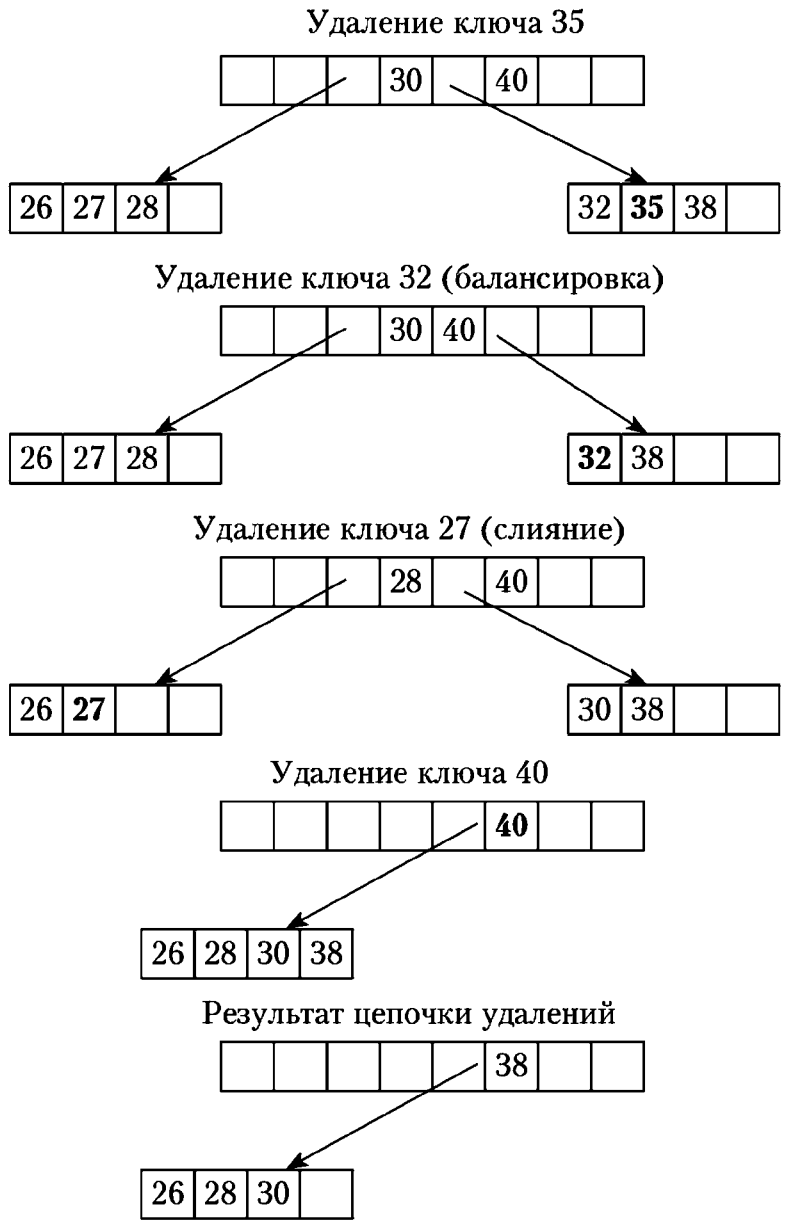 Удаление ключа 35
30 40
26 27 28 32 35 38
Удаление ключа 32 (балансировка)
30 40
26 27 28 32 38
Удаление ключа 27 (слияние)
28 40
26 27 30 38
Удаление ключа 40
40
26 28 30 38
Результат цепочки удалений
38
26 28 30